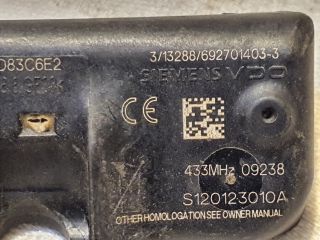 3/13288/692701403-3
D83C6E2
SIEMENS VDO
CE
433MHz 09238
S120123010A
OTHER HOMOLOGATION SEE OWNER MANUAL